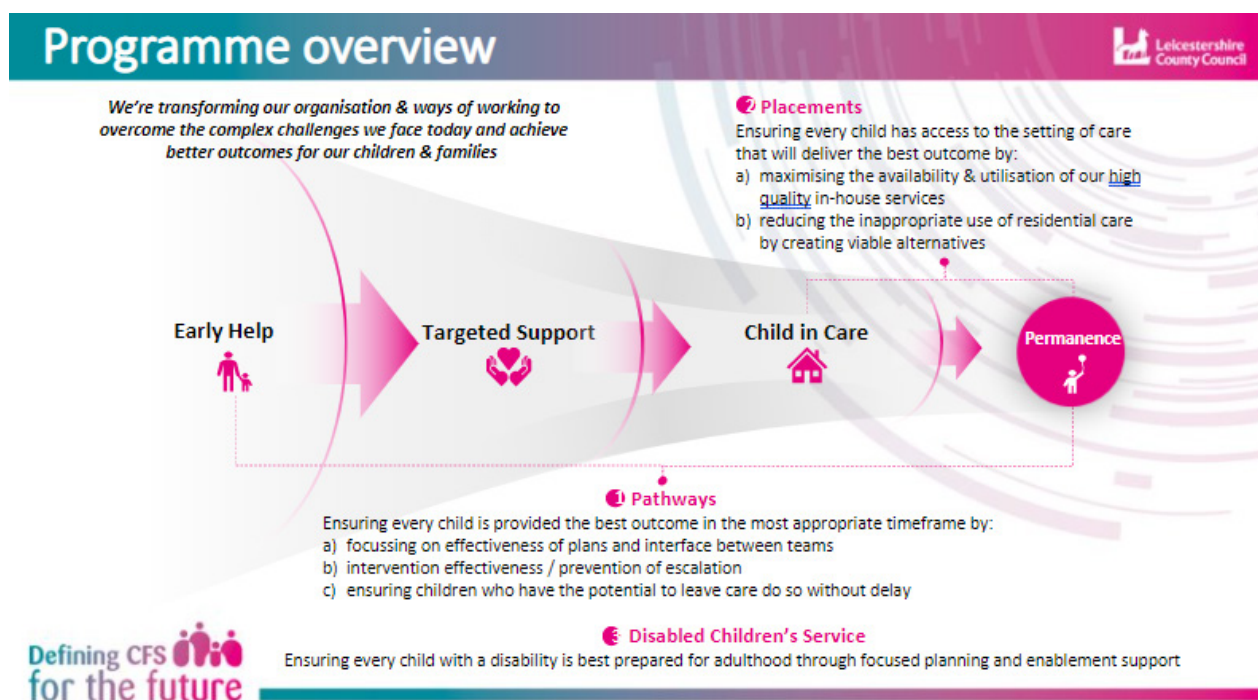 Programme overview
Leicestershire
County Council
We're transforming our organisation & ways of working to
overcome the complex challenges we face today and achieve
better outcomes for our children & families
2 Placements
Ensuring every child has access to the setting of care
that will deliver the best outcome by:
a) maximising the availability & utilisation of our high
quality in-house services
b) reducing the inappropriate use of residential care
by creating viable alternatives
Early Help
Targeted Support
Child in Care
Permanence
1 Pathways
Ensuring every child is provided the best outcome in the most appropriate timeframe by:
a) focussing on effectiveness of plans and interface between teams
b) intervention effectiveness / prevention of escalation
c) ensuring children who have the potential to leave care do so without delay
3 Disabled Children's Service
Ensuring every child with a disability is best prepared for adulthood through focused planning and enablement support
Defining CFS
for the future